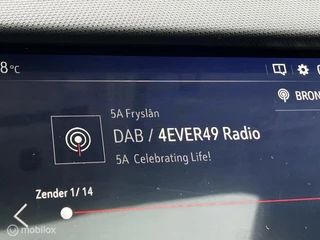 8 °C
BRON
5A Fryslân
DAB / 4EVER49 Radio
5A Celebrating Life!
Zender 1/ 14
mobilox